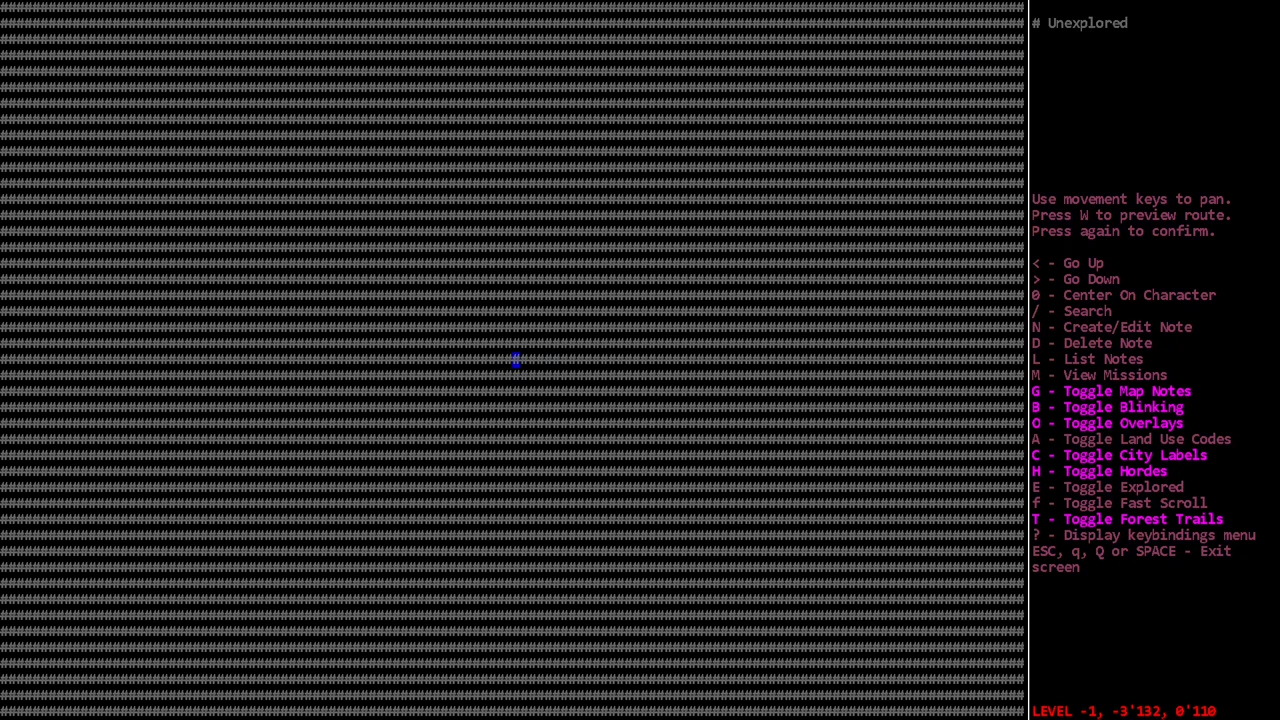 # Unexplored
Use movement keys to pan.
Press W to preview route.
Press again to confirm.
< - Go Up
> - Go Down
0 - Center On Character
/ - Search
N - Create/Edit Note
D - Delete Note
L - List Notes
M - View Missions
G - Toggle Map Notes
B - Toggle Blinking
O - Toggle Overlays
A - Toggle Land Use Codes
C - Toggle City Labels
H - Toggle Hordes
E - Toggle Explored
f - Toggle Fast Scroll
T - Toggle Forest Trails
? - Display keybindings menu
ESC, q, Q or SPACE - Exit
screen
LEVEL -1, -3'132, 0'110